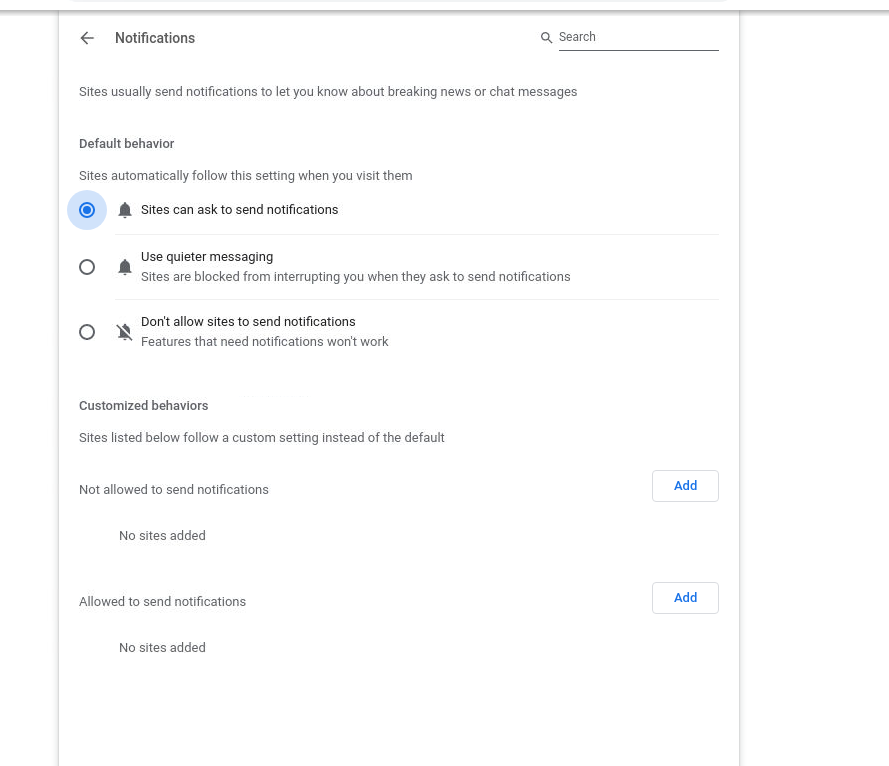 Notifications
Search
Sites usually send notifications to let you know about breaking news or chat messages
Default behavior
Sites automatically follow this setting when you visit them
Sites can ask to send notifications
Use quieter messaging
Sites are blocked from interrupting you when they ask to send notifications
Don't allow sites to send notifications
Features that need notifications won't work
Customized behaviors
Sites listed below follow a custom setting instead of the default
Not allowed to send notifications
Add
No sites added
Allowed to send notifications
Add
No sites added